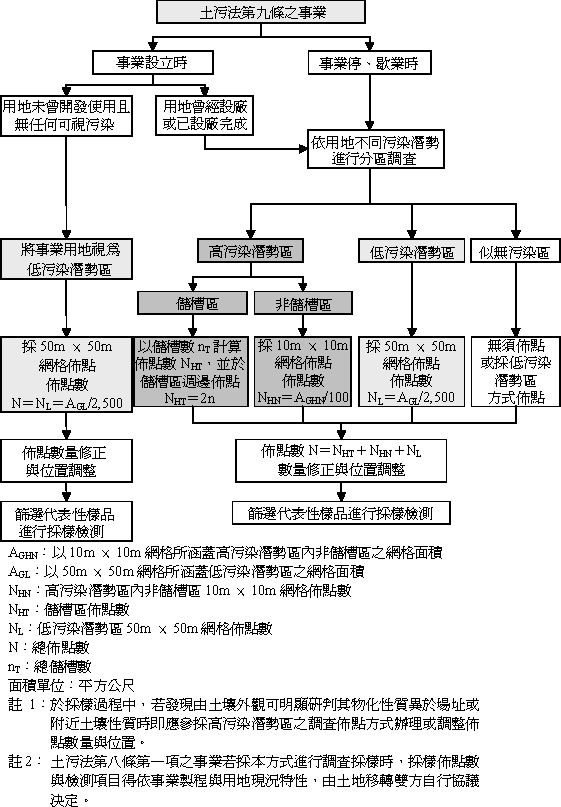 土污法第九條之事業
事業設立時
事業停、歇業時
用地未曾開發使用且
無任何可視污染
用地曾經設廠
或已設廠完成
依用地不同污染潛勢
進行分區調查
將事業用地視為
低污染潛勢區
高污染潛勢區
低污染潛勢區
似無污染區
儲槽區
非儲槽區
採 50m × 50m
網格佈點
佈點數
N＝NL＝AGL/2,500
以儲槽數 nT 計算
佈點數 NHT，並於
儲槽區週邊佈點
NHT＝2n
採 10m × 10m
網格佈點
佈點數
NHN＝AGHN/100
採 50m × 50m
網格佈點
佈點數
NL＝AGL/2,500
無須佈點
或採低污染
潛勢區
方式佈點
佈點數量修正
與位置調整
佈點數 N＝NHT＋NHN＋NL
數量修正與位置調整
篩選代表性樣品
進行採樣檢測
篩選代表性樣品進行採樣檢測
AGHN：以 10m × 10m 網格所涵蓋高污染潛勢區內非儲槽區之網格面積
AGL：以 50m × 50m 網格所涵蓋低污染潛勢區之網格面積
NHN：高污染潛勢區內非儲槽區 10m × 10m 網格佈點數
NHT：儲槽區佈點數
NL：低污染潛勢區 50m × 50m 網格佈點數
N：總佈點數
nT：總儲槽數
面積單位：平方公尺
註 1：於採樣過程中，若發現由土壤外觀可明顯研判其物化性質異於場址或
附近土壤性質時即應參採高污染潛勢區之調查佈點方式辦理或調整佈
點數量與位置。
註 2： 土污法第八條第一項之事業若採本方式進行調查採樣時，採樣佈點數
與檢測項目得依事業製程與用地現況特性，由土地移轉雙方自行協議
決定。